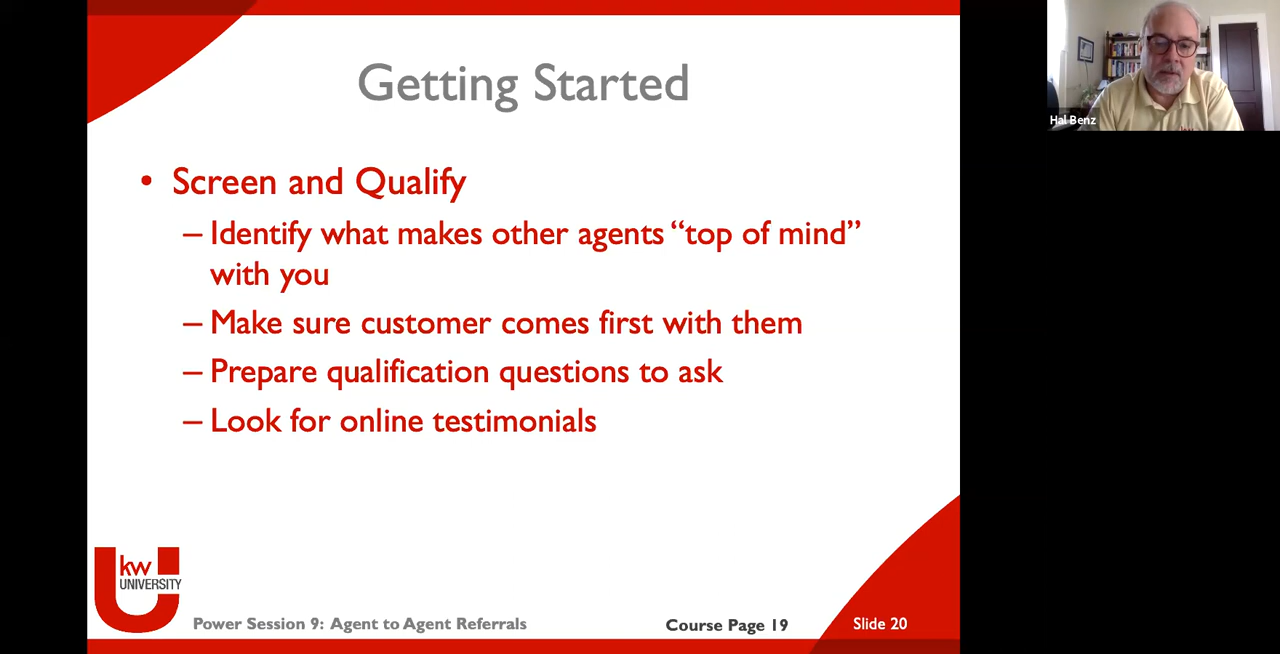 Getting Started
Hal Benz
• Screen and Qualify
– Identify what makes other agents “top of mind”
with you
– Make sure customer comes first with them
– Prepare qualification questions to ask
– Look for online testimonials
kw
UNIVERSITY
Power Session 9: Agent to Agent Referrals
Course Page 19
Slide 20